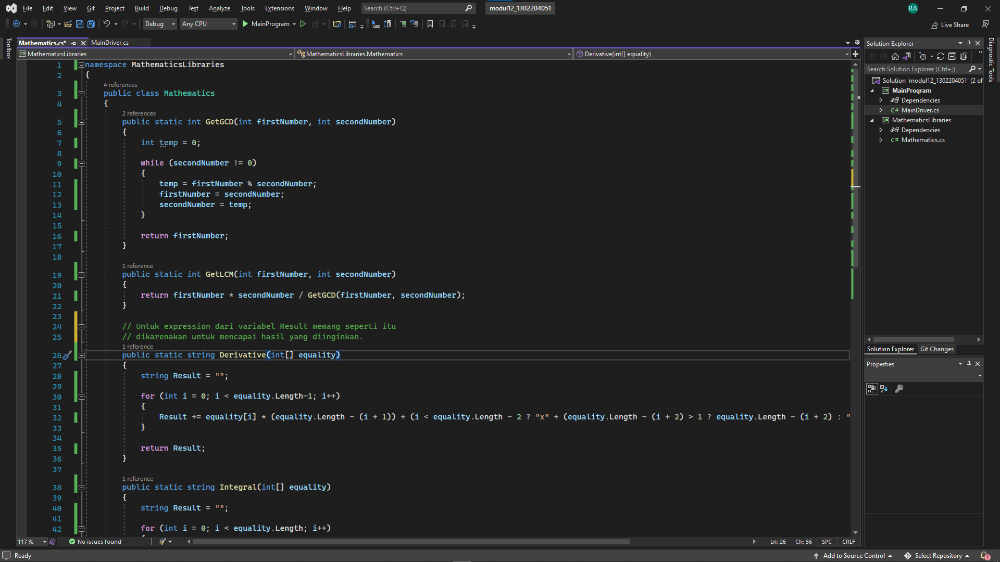 File Edit View Git Project Build Debug Test Analyze Tools Extensions Window Help Search (Ctrl+Q) modul12_1302204051 RA
Debug Any CPU MainProgram Live Share
Toolbox
Mathematics.cs* MainDriver.cs
MathematicsLibraries MathematicsLibraries.Mathematics Derivative(int[] equality)
1 namespace MathematicsLibraries
2 {
4 references
3 public class Mathematics
4 {
2 references
5 public static int GetGCD(int firstNumber, int secondNumber)
6 {
7 int temp = 0;
8
9 while (secondNumber != 0)
10 {
11 temp = firstNumber % secondNumber;
12 firstNumber = secondNumber;
13 secondNumber = temp;
14 }
15
16 return firstNumber;
17 }
18
1 reference
19 public static int GetLCM(int firstNumber, int secondNumber)
20 {
21 return firstNumber * secondNumber / GetGCD(firstNumber, secondNumber);
22 }
23
24 // Untuk expression dari variabel Result memang seperti itu
25 // dikarenakan untuk mencapai hasil yang diinginkan.
1 reference
26 public static string Derivative(int[] equality)
27 {
28 string Result = "";
29
30 for (int i = 0; i < equality.Length-1; i++)
31 {
32 Result += equality[i] * (equality.Length - (i + 1)) + (i < equality.Length - 2 ? "x" + (equality.Length - (i + 2) > 1 ? equality.Length - (i + 2) : "
33 }
34
35 return Result;
36 }
37
1 reference
38 public static string Integral(int[] equality)
39 {
40 string Result = "";
41
42 for (int i = 0; i < equality.Length; i++)
117 % No issues found Ln: 26 Ch: 56 SPC CRLF
Solution Explorer
Search Solution Explorer (Ctrl+;)
Solution 'modul12_1302204051' (2 of
MainProgram
Dependencies
C# MainDriver.cs
MathematicsLibraries
Dependencies
C# Mathematics.cs
Solution Explorer Git Changes
Properties
Diagnostic Tools
Ready Add to Source Control Select Repository 1